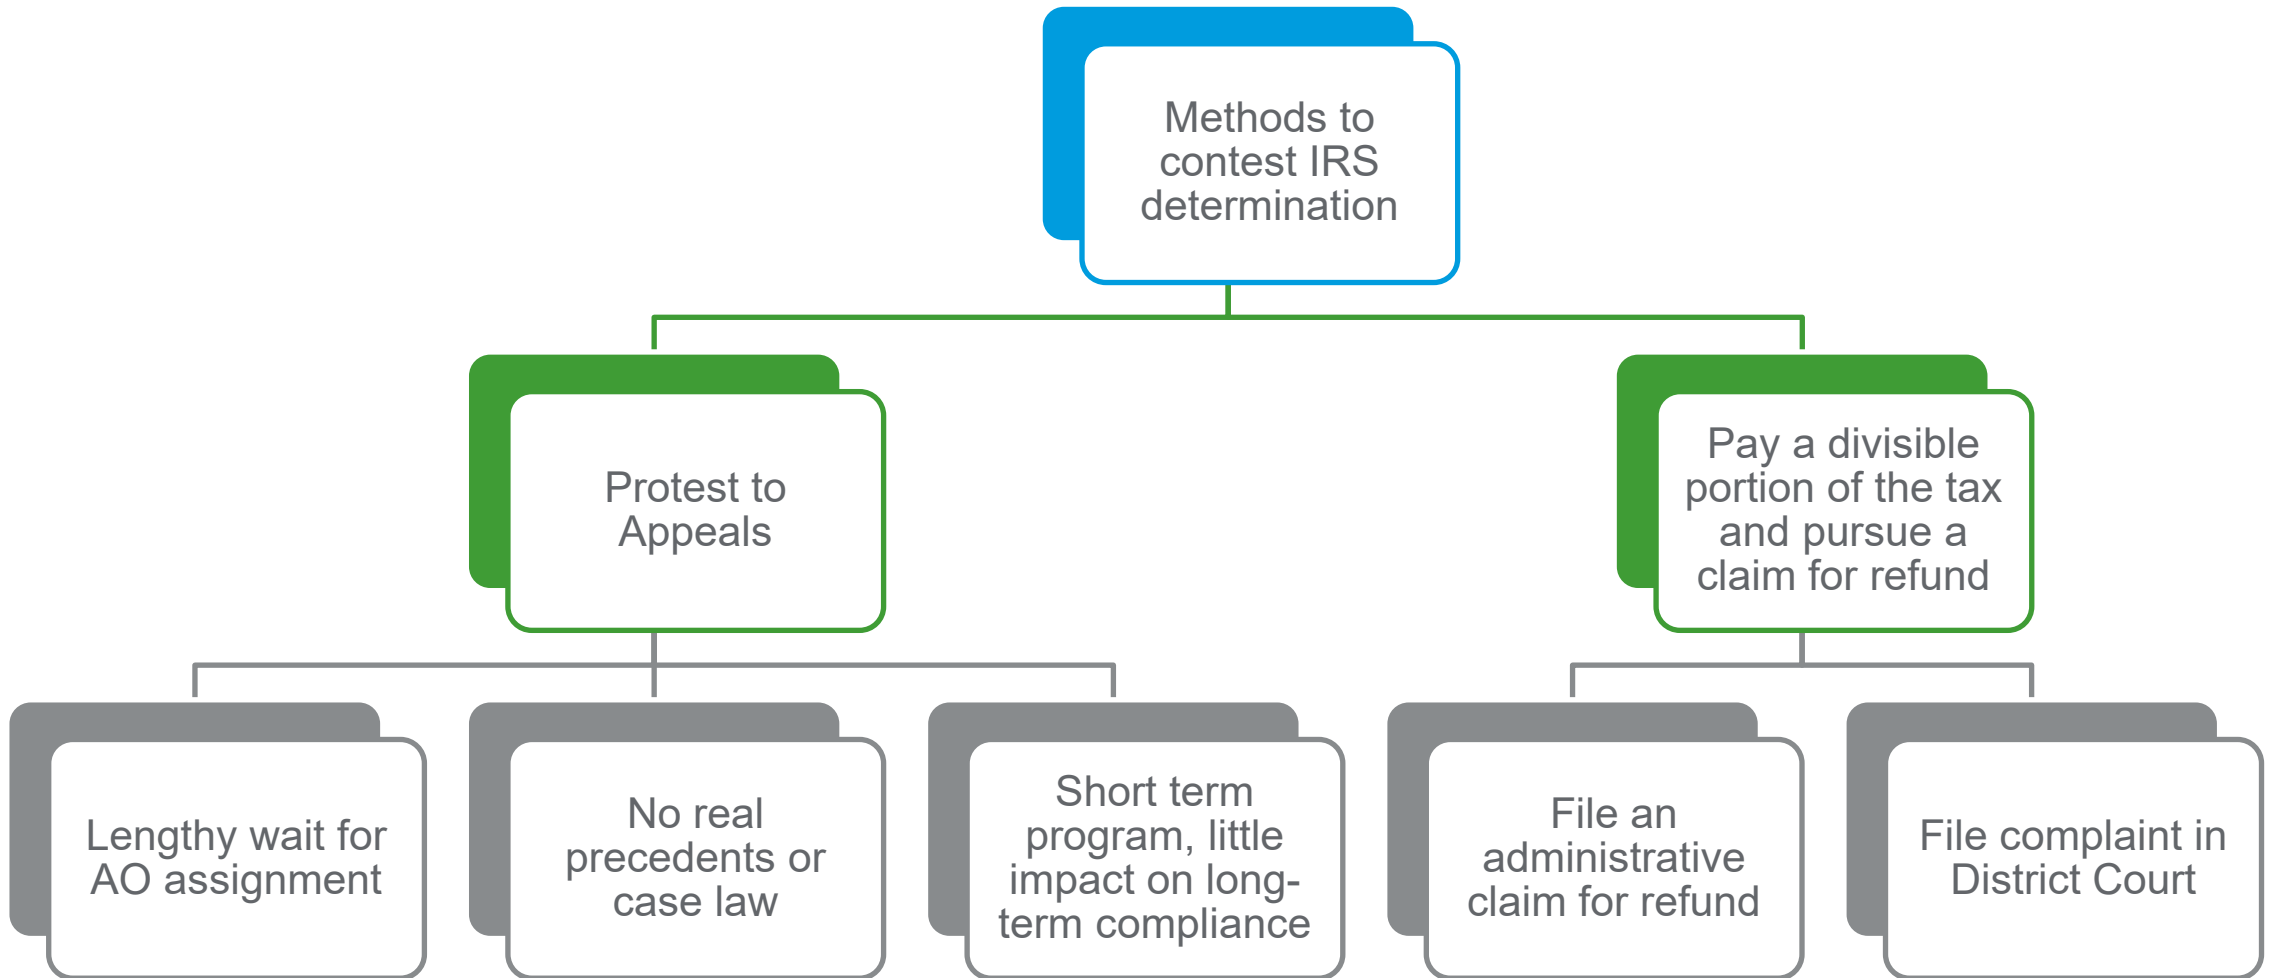 Methods to
contest IRS
determination
Protest to
Appeals
Pay a divisible
portion of the tax
and pursue a
claim for refund
Lengthy wait for
AO assignment
No real
precedents or
case law
Short term
program, little
impact on long-
term compliance
File an
administrative
claim for refund
File complaint in
District Court